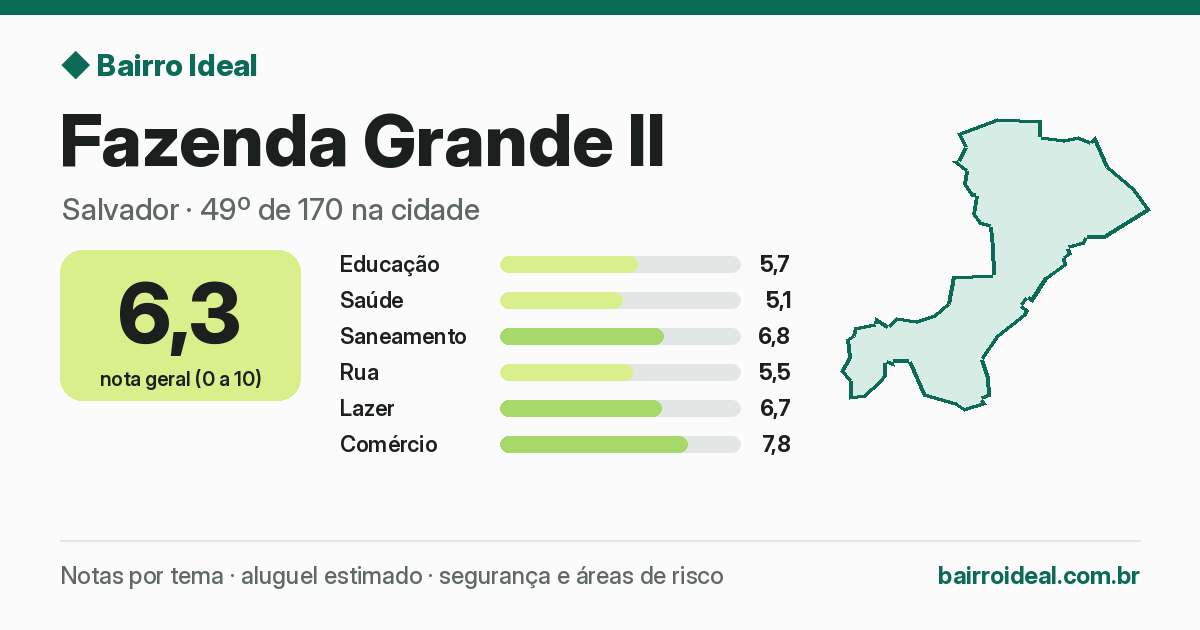 Bairro Ideal
Fazenda Grande II
Salvador · 49º de 170 na cidade
6,3
nota geral (0 a 10)
Educação 5,7
Saúde 5,1
Saneamento 6,8
Rua 5,5
Lazer 6,7
Comércio 7,8
Notas por tema · aluguel estimado · segurança e áreas de risco
bairroideal.com.br